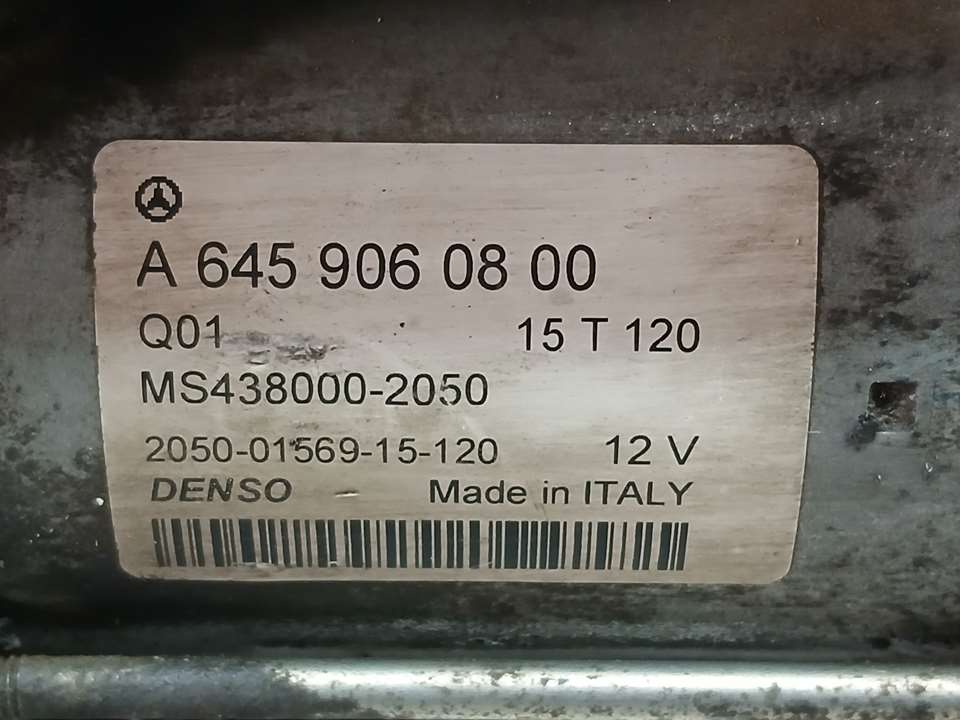 A 645 906 08 00
Q01 15 T 120
MS438000-2050
2050-01569-15-120 12 V
DENSO Made in ITALY